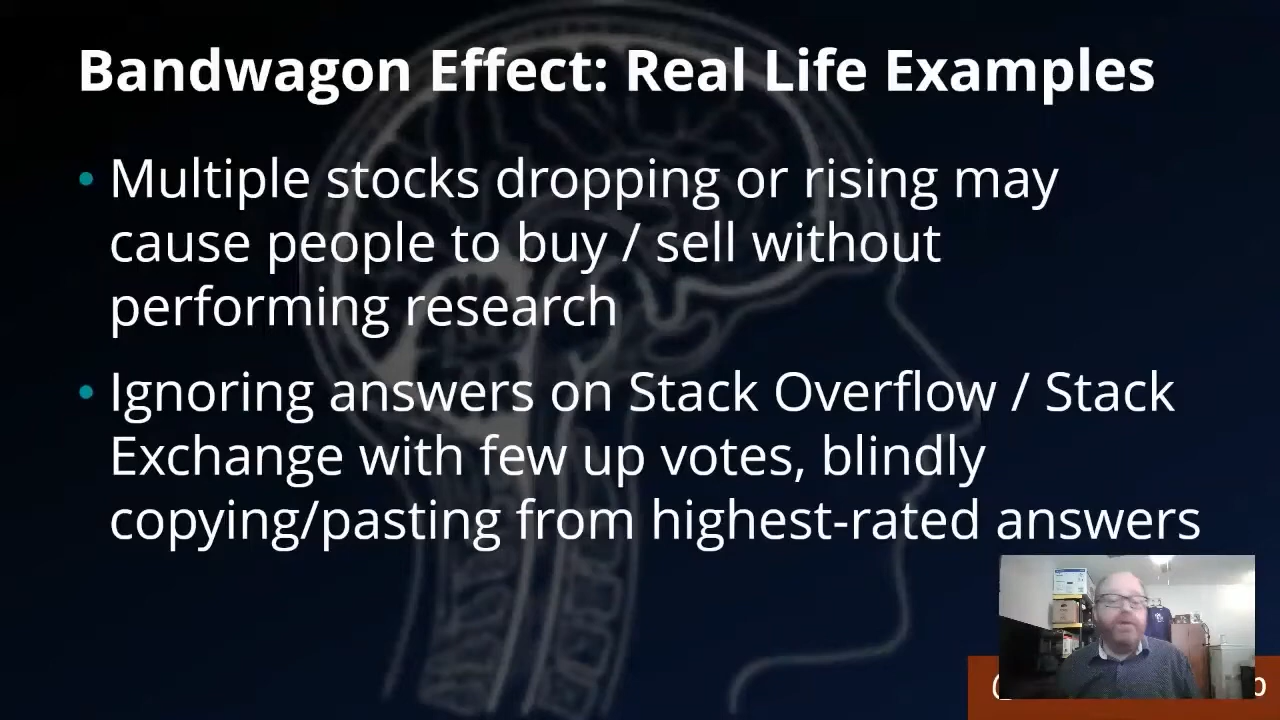 Bandwagon Effect: Real Life Examples
• Multiple stocks dropping or rising may
cause people to buy / sell without
performing research
• Ignoring answers on Stack Overflow / Stack
Exchange with few up votes, blindly
copying/pasting from highest-rated answers